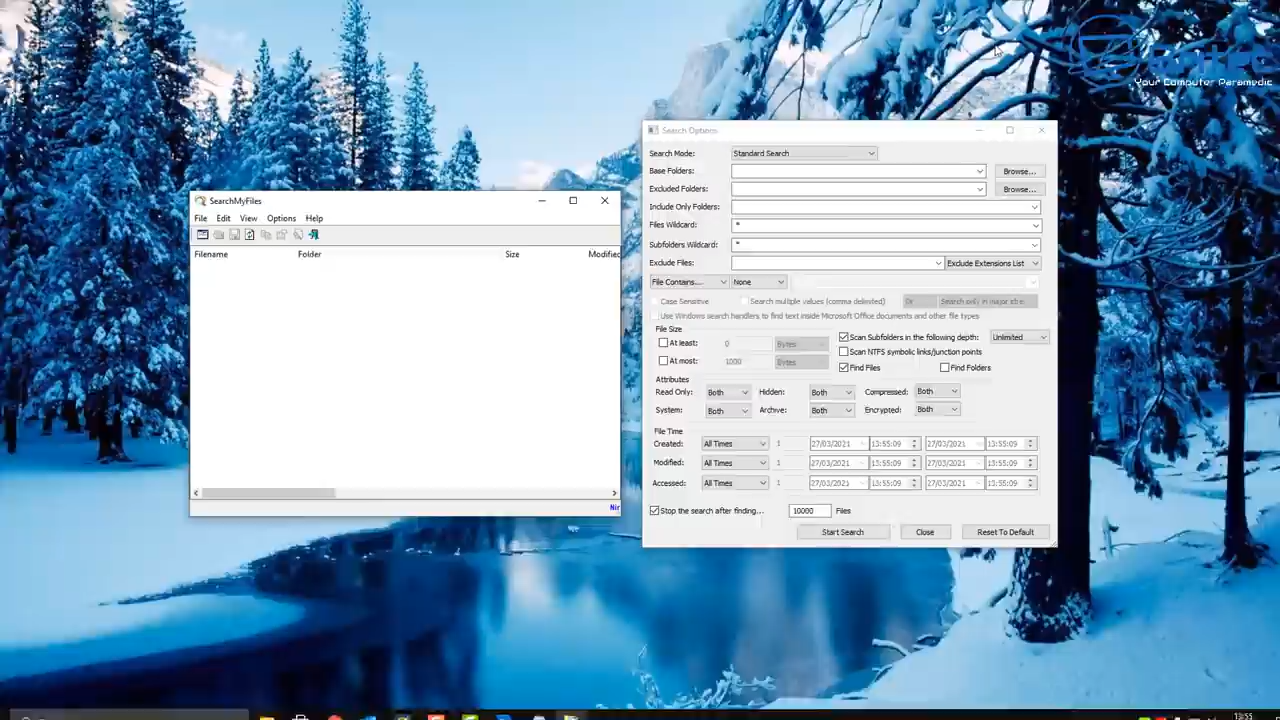 Your Computer Paramedic
SearchMyFiles
File Edit View Options Help
Filename Folder Size Modified
Nir
Search Options
Search Mode: Standard Search
Base Folders: Browse...
Excluded Folders: Browse...
Include Only Folders:
Files Wildcard: *
Subfolders Wildcard: *
Exclude Files: Exclude Extensions List
File Contains.... None
Case Sensitive Search multiple values (comma delimited) Or
Use Windows search handlers to find text inside Microsoft Office documents and other file types
File Size
At least: 0 Bytes
Scan Subfolders in the following depth: Unlimited
At most: 1000 Bytes
Scan NTFS symbolic links/junction points
Find Files Find Folders
Attributes
Read Only: Both Hidden: Both Compressed: Both
System: Both Archive: Both Encrypted: Both
File Time
Created: All Times 1 27/03/2021 13:55:09 27/03/2021 13:55:09
Modified: All Times 1 27/03/2021 13:55:09 27/03/2021 13:55:09
Accessed: All Times 1 27/03/2021 13:55:09 27/03/2021 13:55:09
Stop the search after finding... 10000 Files
Start Search Close Reset To Default
13:55